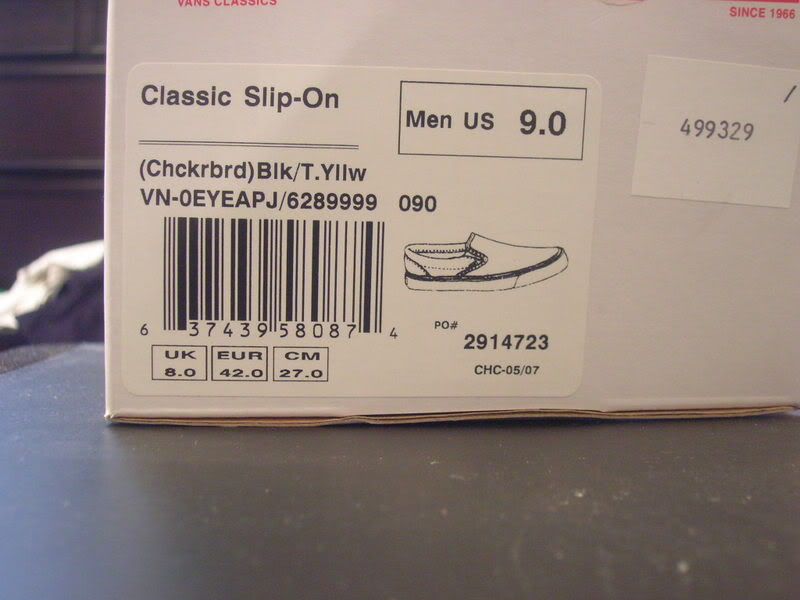 VANS CLASSICS
SINCE 1966
Classic Slip-On
Men US 9.0
499329
(Chckrbrd)Blk/T.Yllw
VN-0EYEAPJ/6289999 090
6 37439 58087 4
PO#
2914723
UK EUR CM
8.0 42.0 27.0
CHC-05/07